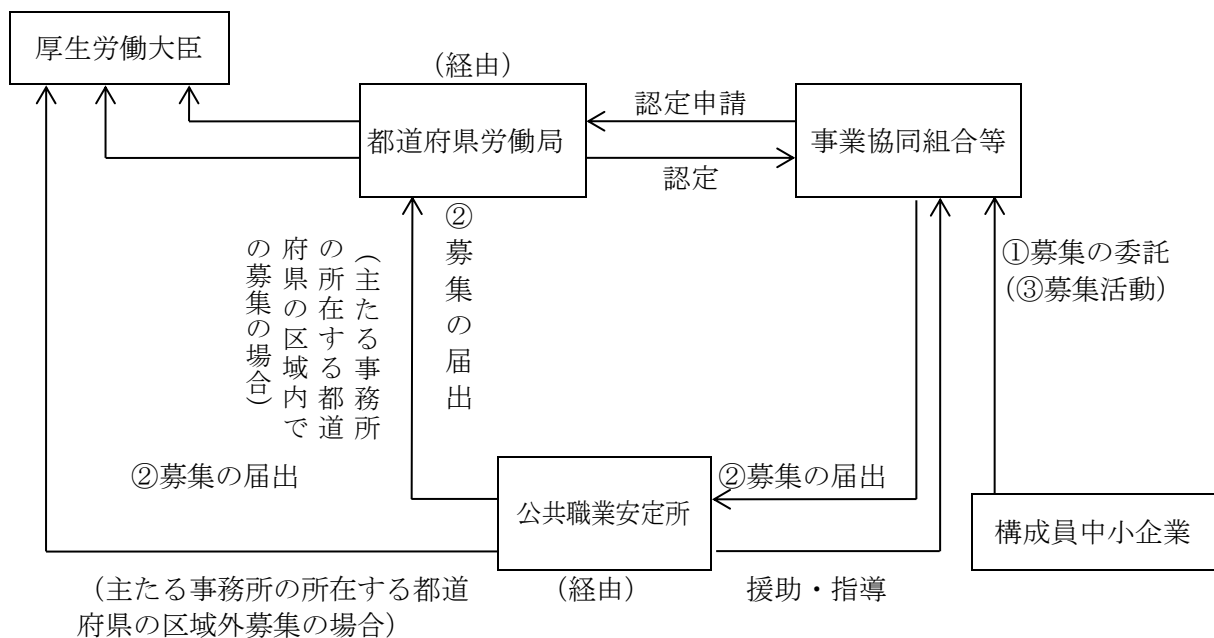 厚生労働大臣
（経由）
都道府県労働局
認定申請
認定
事業協同組合等
②募集の届出
（主たる事務所
の所在する都道
府県の区域内で
の募集の場合）
①募集の委託
（③募集活動）
②募集の届出
②募集の届出
公共職業安定所
構成員中小企業
（主たる事務所の所在する都道
府県の区域外募集の場合）
（経由）
援助・指導